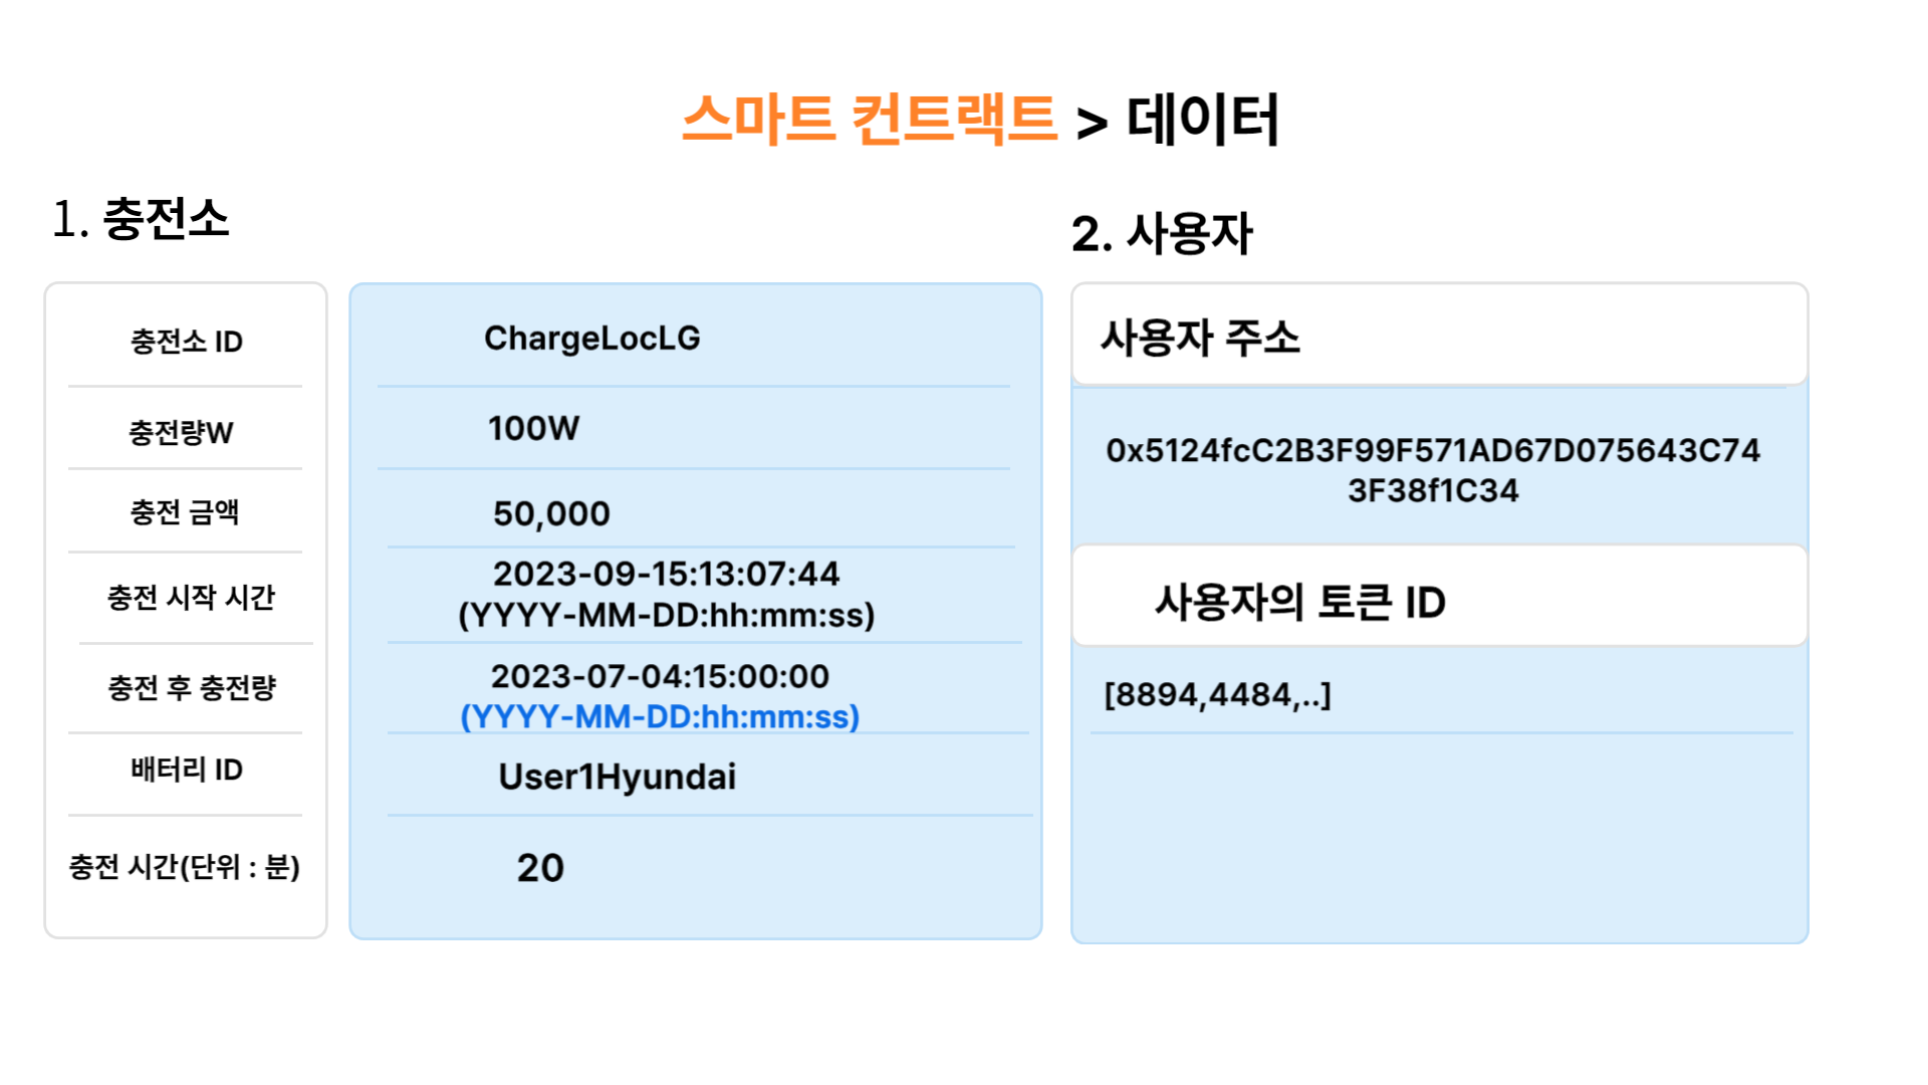 스마트 컨트랙트 > 데이터
1. 충전소
충전소 ID
ChargeLocLG
충전량W
100W
충전 금액
50,000
충전 시작 시간
2023-09-15:13:07:44
(YYYY-MM-DD:hh:mm:ss)
충전 후 충전량
2023-07-04:15:00:00
(YYYY-MM-DD:hh:mm:ss)
배터리 ID
User1Hyundai
충전 시간(단위 : 분)
20
2. 사용자
사용자 주소
0x5124fcC2B3F99F571AD67D075643C74
3F38f1C34
사용자의 토큰 ID
[8894,4484,..]